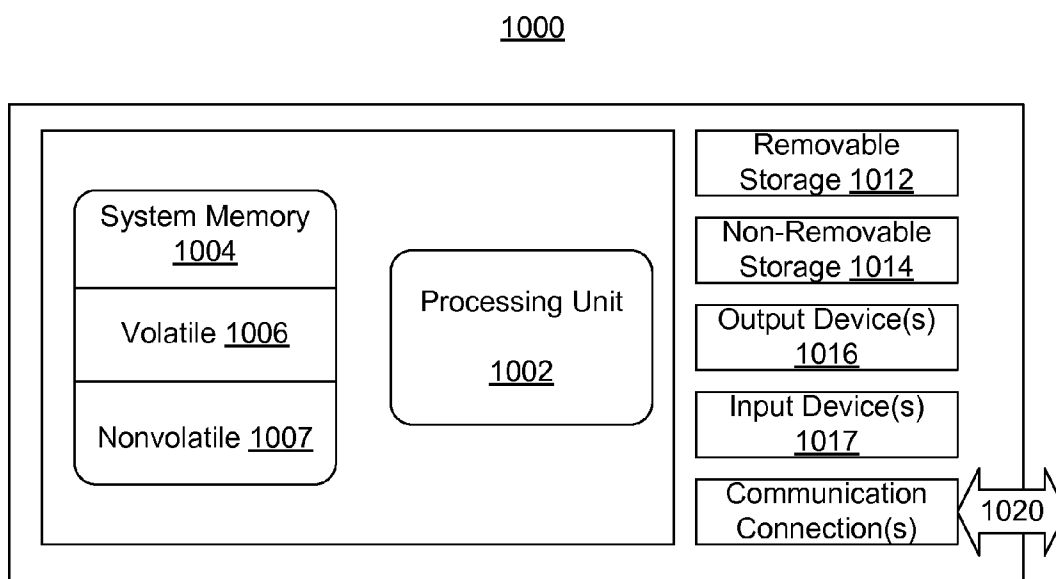 1000
System Memory
1004
Volatile 1006
Nonvolatile 1007
Processing Unit
1002
Removable
Storage 1012
Non-Removable
Storage 1014
Output Device(s)
1016
Input Device(s)
1017
Communication
Connection(s)
1020